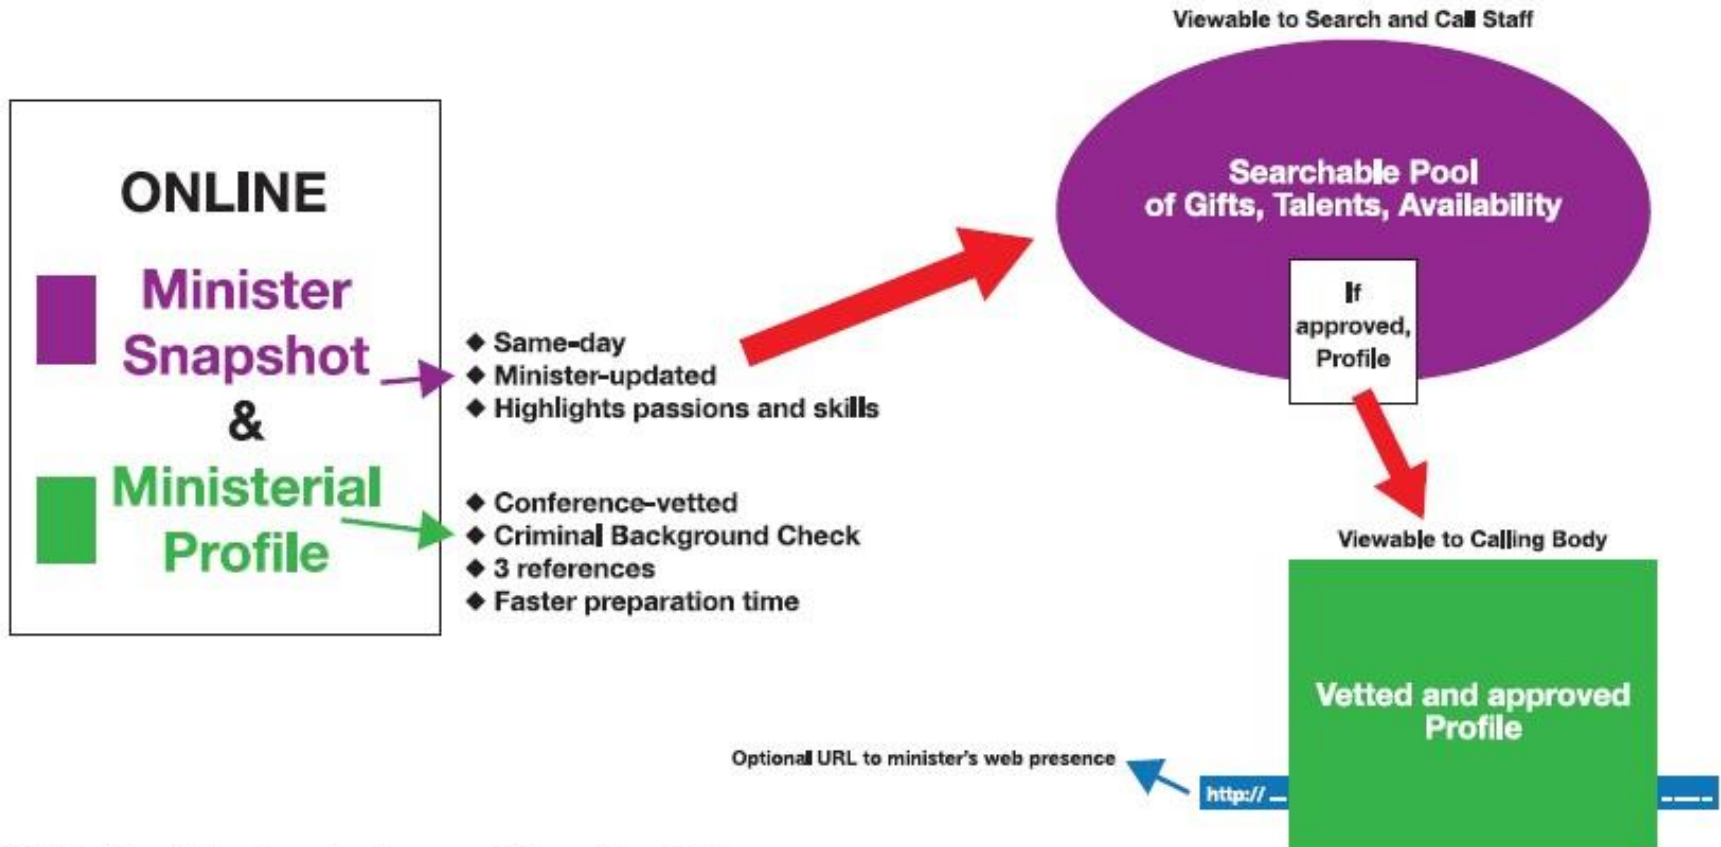 Viewable to Search and Call Staff
ONLINE
Minister
Snapshot
&
Ministerial
Profile
◆ Same-day
◆ Minister-updated
◆ Highlights passions and skills
◆ Conference-vetted
◆ Criminal Background Check
◆ 3 references
◆ Faster preparation time
Searchable Pool
of Gifts, Talents, Availability
If
approved,
Profile
Viewable to Calling Body
Vetted and approved
Profile
Optional URL to minister's web presence
http:// __ _ __ _